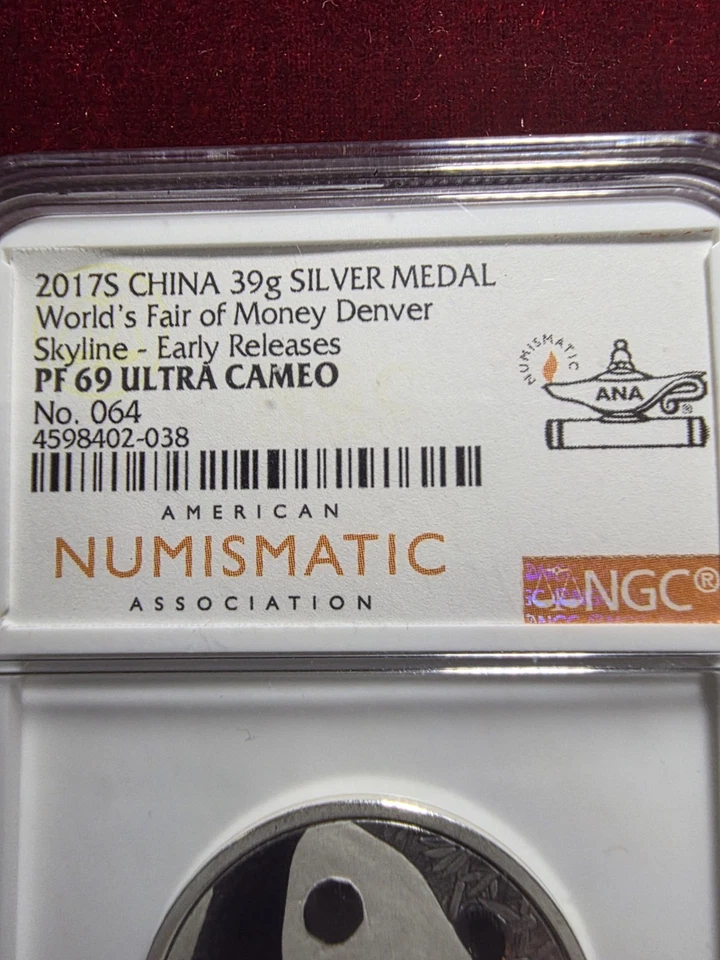 2017S CHINA 39g SILVER MEDAL
World's Fair of Money Denver
Skyline - Early Releases
PF 69 ULTRA CAMEO
No. 064
4598402-038
NUMISMATIC
ANA®
AMERICAN
NUMISMATIC
ASSOCIATION
NGC®